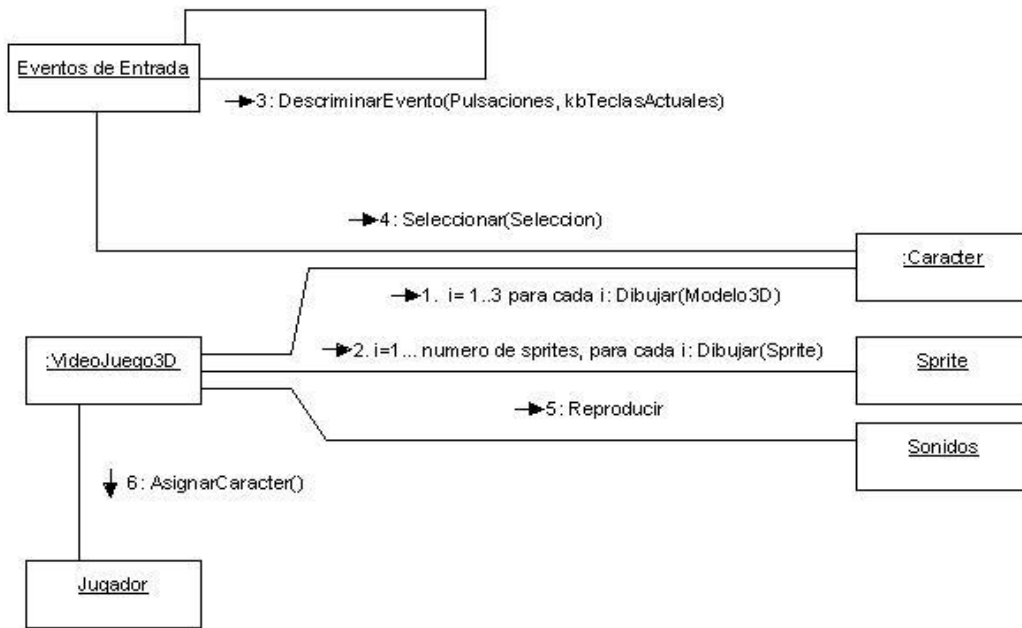 Eventos de Entrada
3: DescriminarEvento(Pulsaciones, kbTeclasActuales)
4: Seleccionar(Seleccion)
:Caracter
1. i= 1..3 para cada i: Dibujar(Modelo3D)
:VideoJuego3D
2. i=1... numero de sprites, para cada i: Dibujar(Sprite)
Sprite
5: Reproducir
Sonidos
6: AsignarCaracter()
Jugador